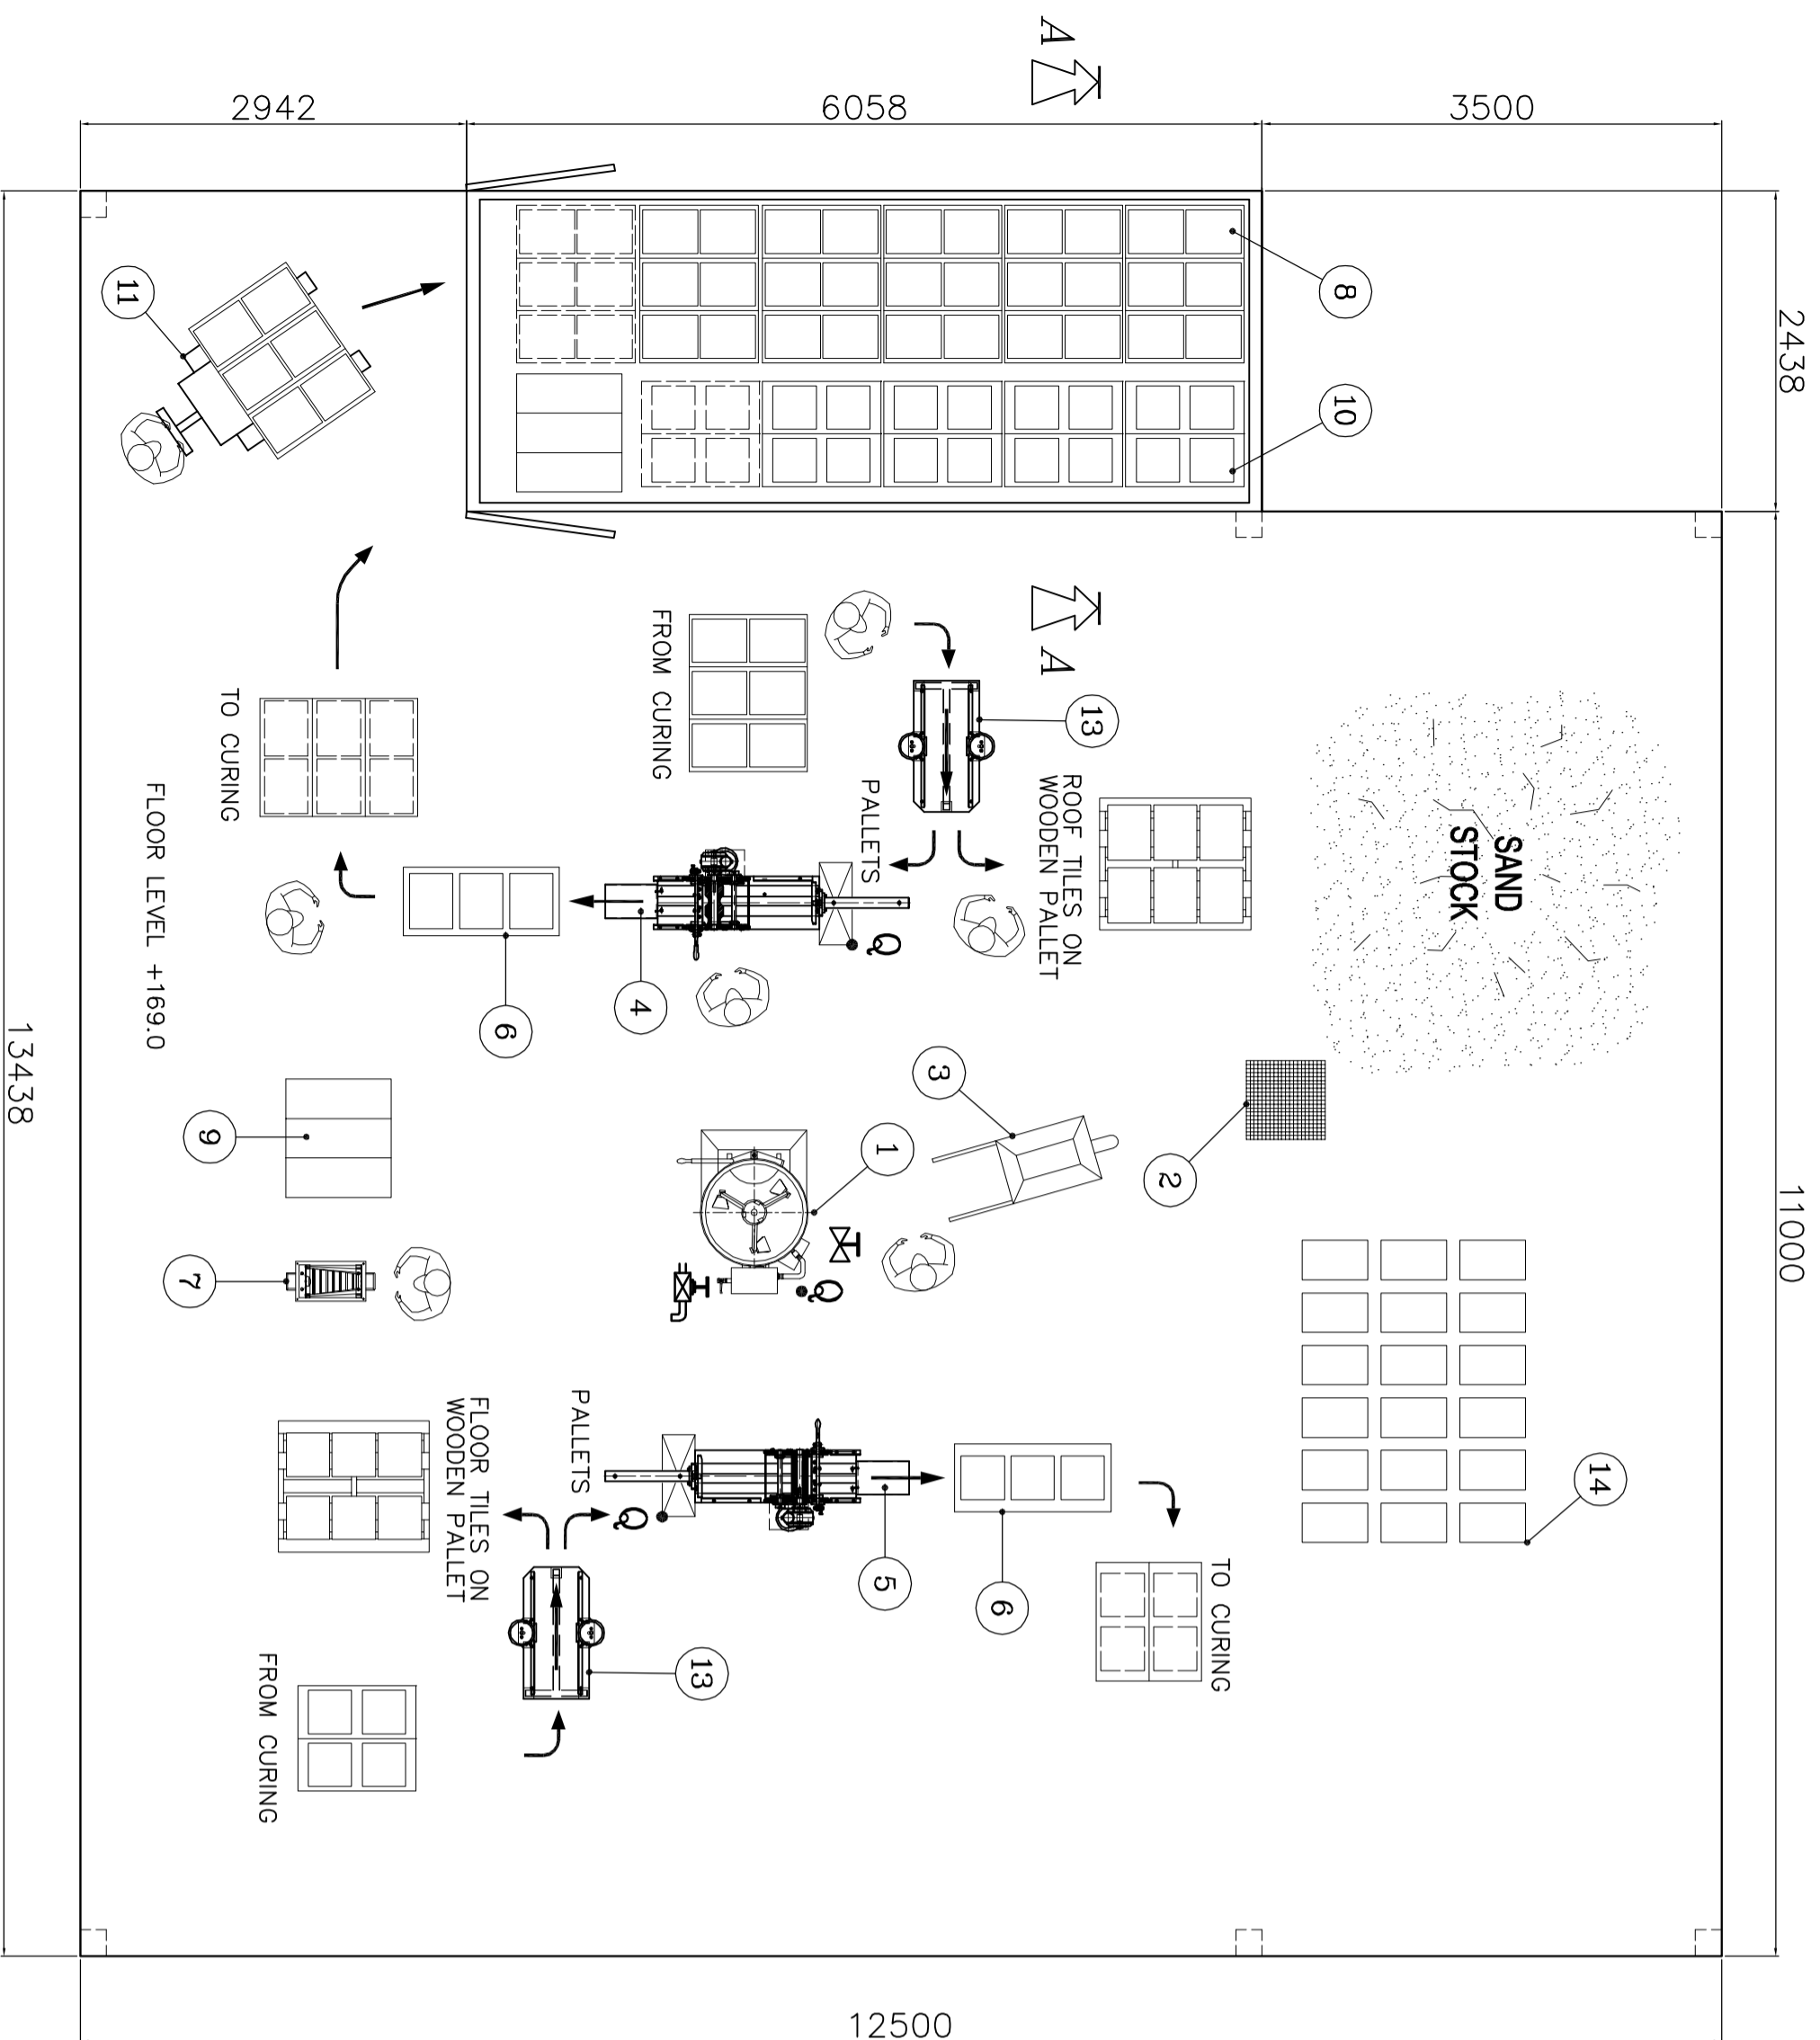 A
2942
6058
3500
2438
8
10
11
A
FROM CURING
13
SAND
STOCK
TO CURING
PALLETS
ROOF TILES ON
WOODEN PALLET
FLOOR LEVEL +169.0
4
6
3
2
1
9
7
13438
11000
PALLETS
FLOOR TILES ON
WOODEN PALLET
14
5
6
TO CURING
13
FROM CURING
12500